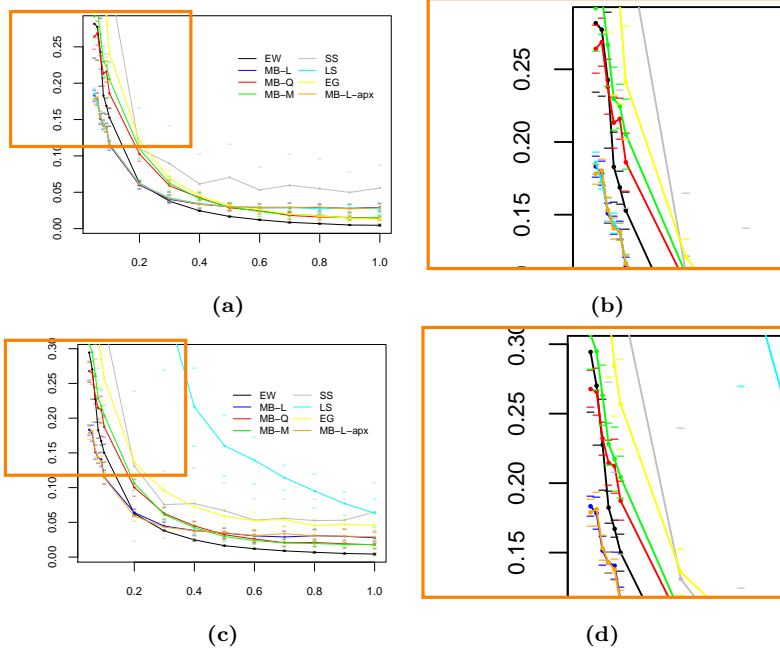 0.00 0.05 0.10 0.15 0.20 0.25
EW SS
MB-L LS
MB-Q EG
MB-M MB-L-apx
0.2 0.4 0.6 0.8 1.0
(a)
0.15 0.20 0.25
(b)
0.00 0.05 0.10 0.15 0.20 0.25 0.30
EW SS
MB-L LS
MB-Q EG
MB-M MB-L-apx
0.2 0.4 0.6 0.8 1.0
(c)
0.15 0.20 0.25 0.30
(d)